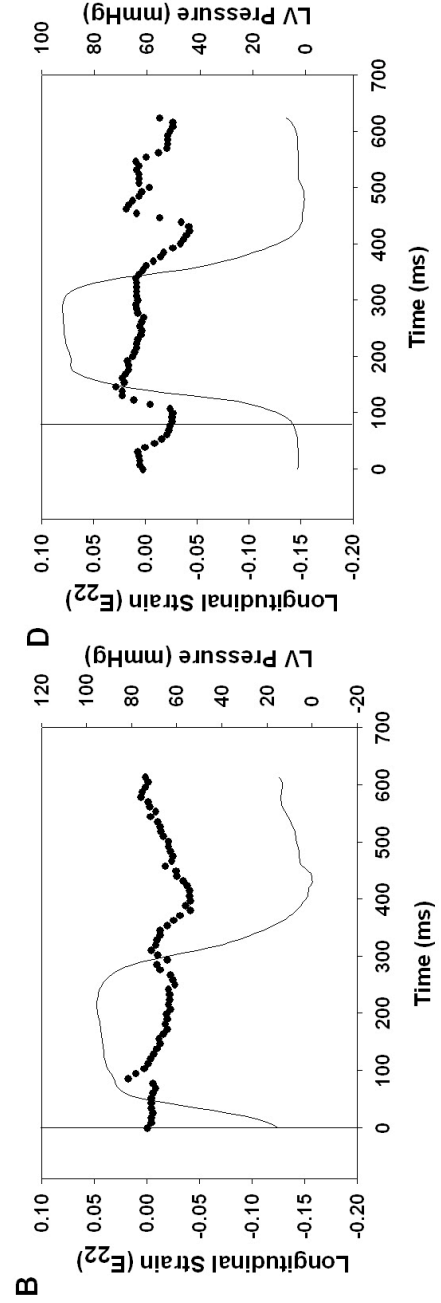 B
Longitudinal Strain (E22)
0.10
0.05
0.00
-0.05
-0.10
-0.15
-0.20
0 100 200 300 400 500 600 700
Time (ms)
120
100
80
60
40
20
0
-20
LV Pressure (mmHg)
D
Longitudinal Strain (E22)
0.10
0.05
0.00
-0.05
-0.10
-0.15
-0.20
0 100 200 300 400 500 600 700
Time (ms)
100
80
60
40
20
0
LV Pressure (mmHg)